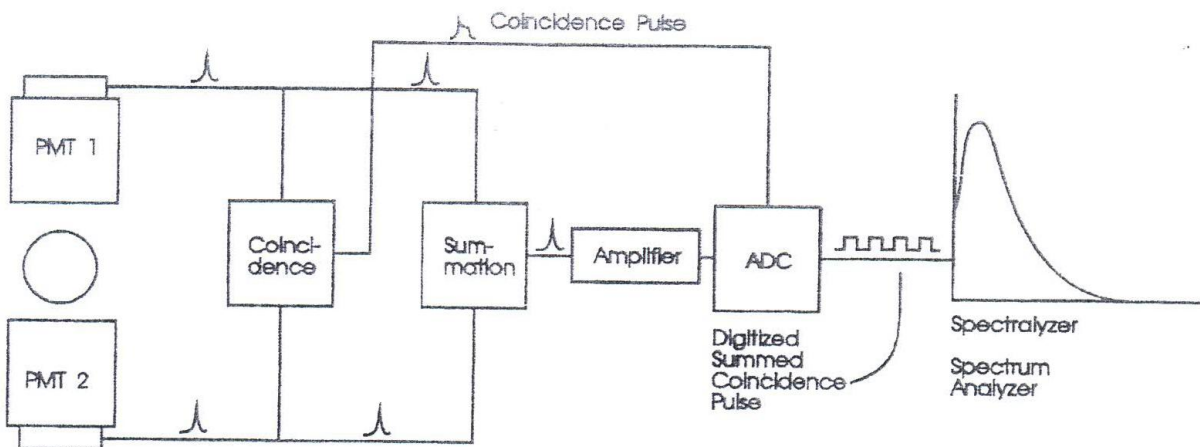 Coincidence Pulse
PMT 1
Coinci-
dence
Sum-
mation
Amplifier
ADC
PMT 2
Digitized
Summed
Coincidence
Pulse
Spectralyzer
Spectrum
Analyzer